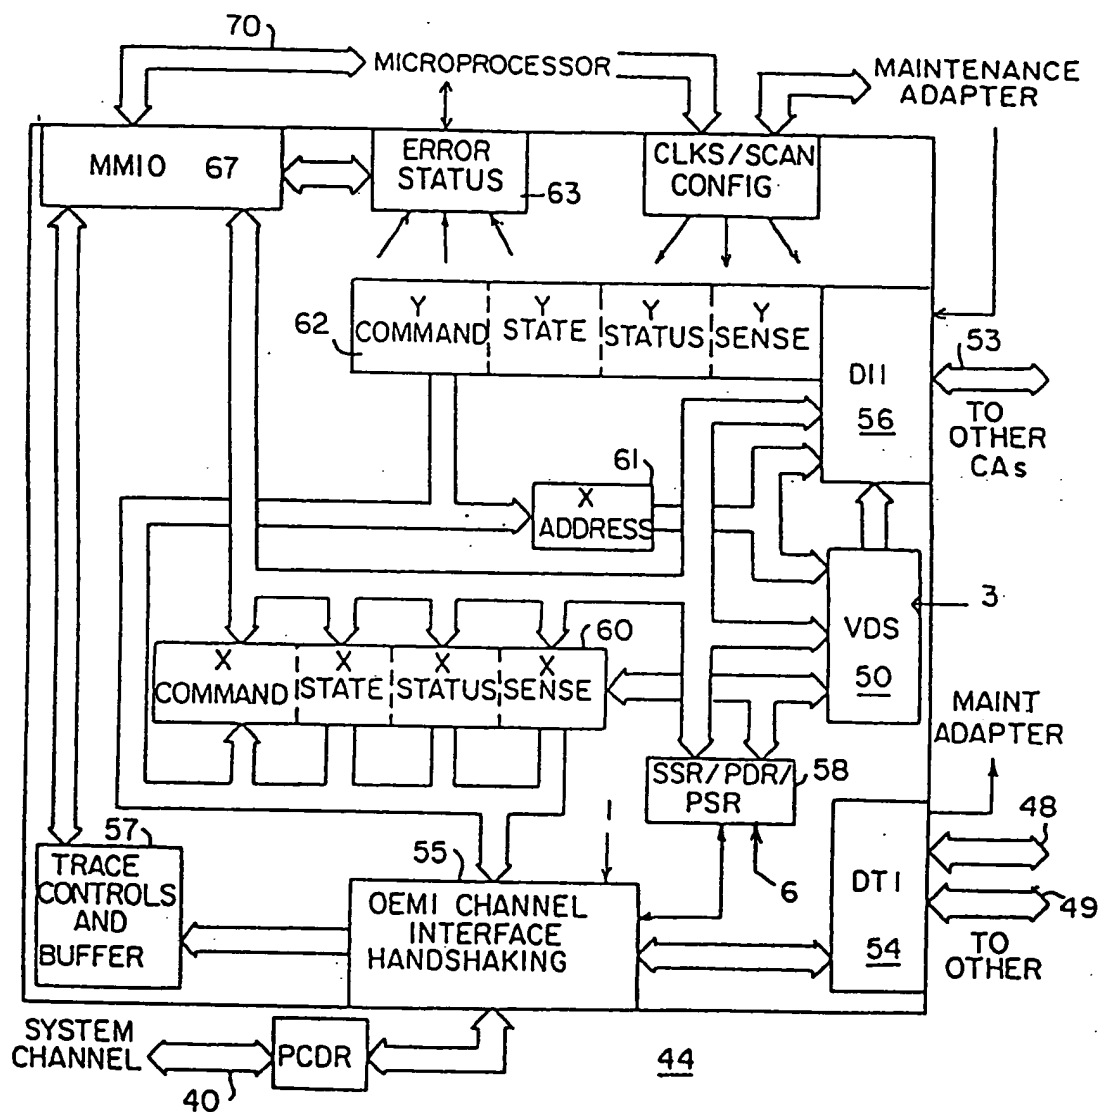 70
MICROPROCESSOR
MAINTENANCE
ADAPTER
MMIO 67
ERROR
STATUS
63
CLKS/SCAN
CONFIG
62
Y
COMMAND
Y
STATE
Y
STATUS
Y
SENSE
DII
56
53
TO
OTHER
CAs
61
X
ADDRESS
VDS
50
3
60
X
COMMAND
X
STATE
X
STATUS
X
SENSE
MAINT
ADAPTER
SSR/PDR/
PSR
58
57
TRACE
CONTROLS
AND
BUFFER
55
OEMI CHANNEL
INTERFACE
HANDSHAKING
6
DTI
54
48
49
TO
OTHER
SYSTEM
CHANNEL
40
PCDR
44